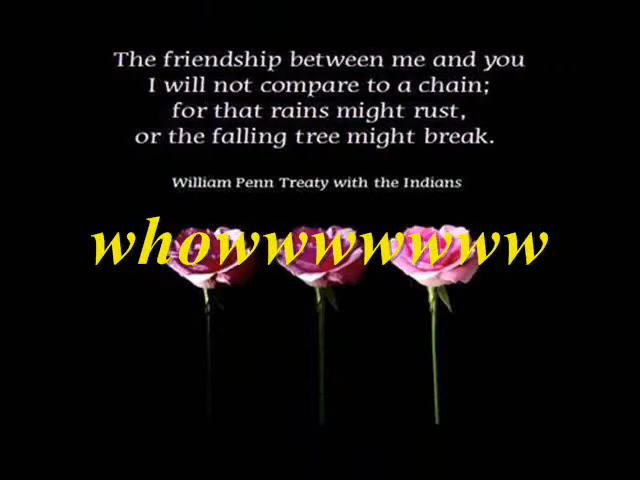 The friendship between me and you
I will not compare to a chain;
for that rains might rust,
or the falling tree might break.
William Penn Treaty with the Indians
whowwwwwww